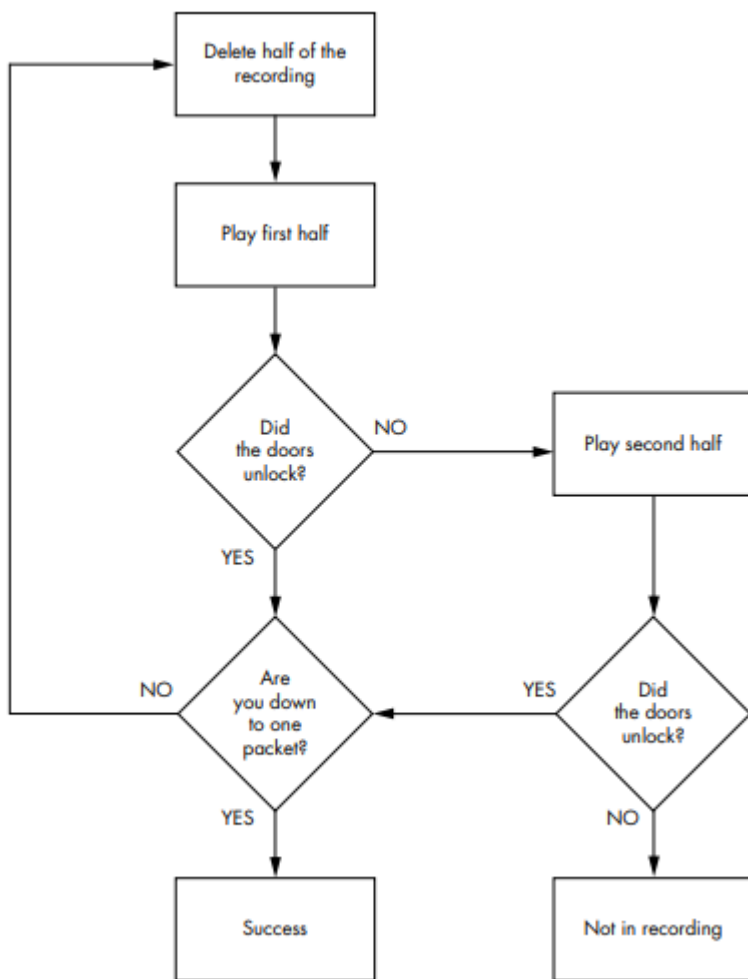 Delete half of the
recording
Play first half
Did
the doors
unlock?
NO
Play second half
YES
Are
you down
to one
packet?
NO
YES
Did
the doors
unlock?
YES
NO
Success
Not in recording